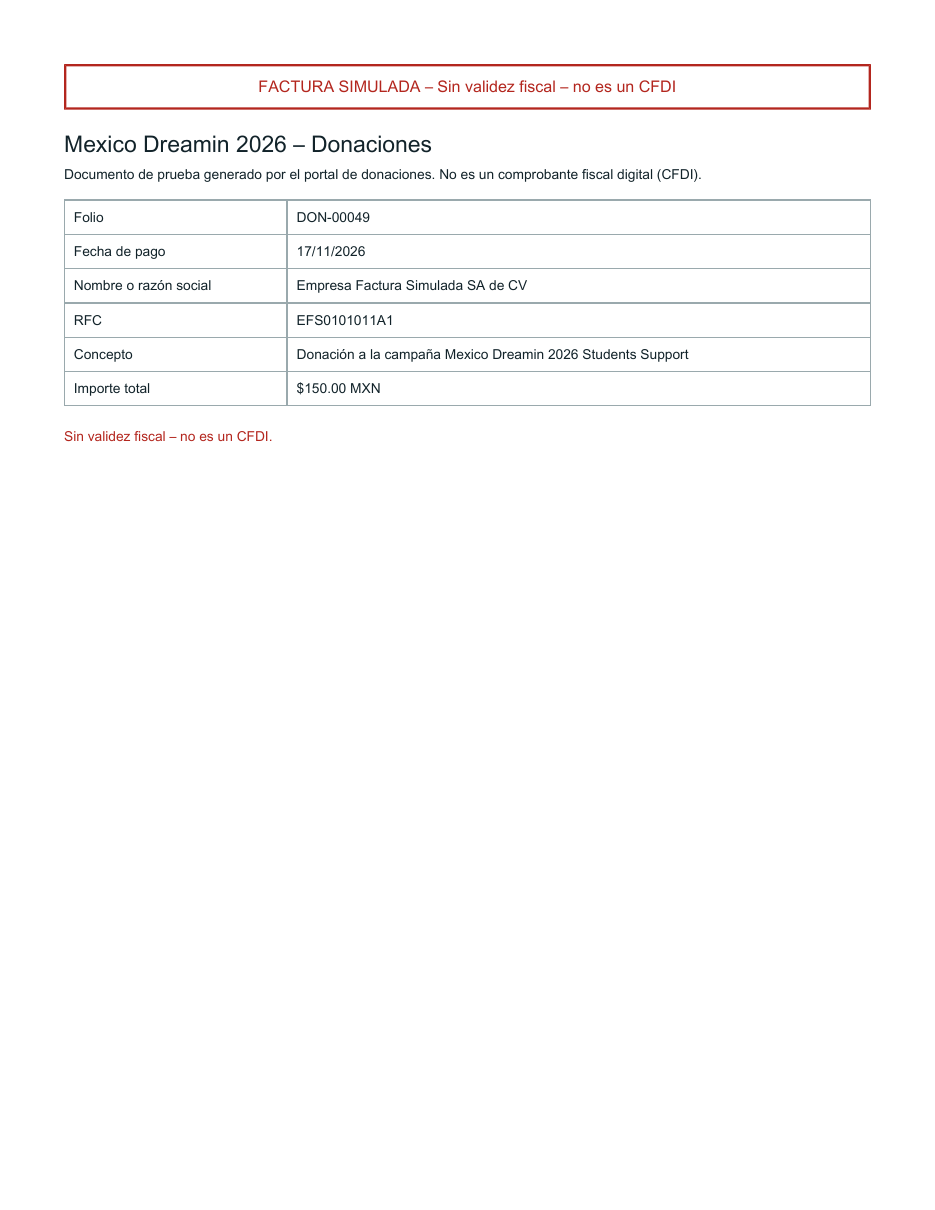 FACTURA SIMULADA – Sin validez fiscal – no es un CFDI
Mexico Dreamin 2026 – Donaciones
Documento de prueba generado por el portal de donaciones. No es un comprobante fiscal digital (CFDI).
Folio DON-00049
Fecha de pago 17/11/2026
Nombre o razón social Empresa Factura Simulada SA de CV
RFC EFS0101011A1
Concepto Donación a la campaña Mexico Dreamin 2026 Students Support
Importe total $150.00 MXN
Sin validez fiscal – no es un CFDI.